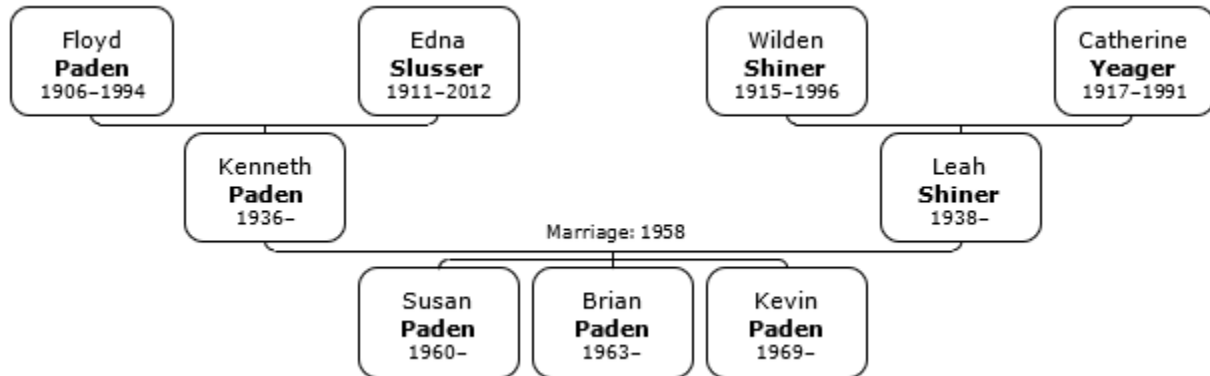 Floyd
Paden
1906–1994
Edna
Slusser
1911–2012
Wilden
Shiner
1915–1996
Catherine
Yeager
1917–1991
Kenneth
Paden
1936–
Leah
Shiner
1938–
Marriage: 1958
Susan
Paden
1960–
Brian
Paden
1963–
Kevin
Paden
1969–